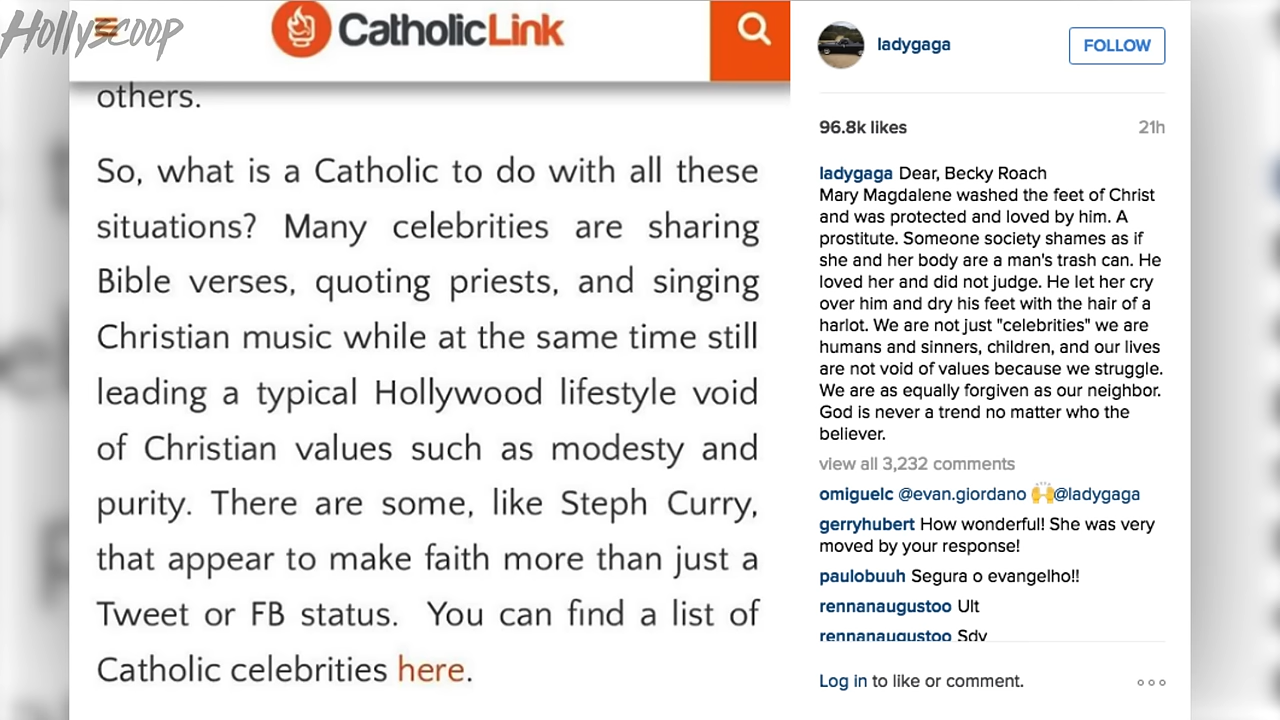 Hollyscoop
CatholicLink
others.
So, what is a Catholic to do with all these
situations? Many celebrities are sharing
Bible verses, quoting priests, and singing
Christian music while at the same time still
leading a typical Hollywood lifestyle void
of Christian values such as modesty and
purity. There are some, like Steph Curry,
that appear to make faith more than just a
Tweet or FB status. You can find a list of
Catholic celebrities here.
ladygaga
FOLLOW
96.8k likes
21h
ladygaga Dear, Becky Roach
Mary Magdalene washed the feet of Christ
and was protected and loved by him. A
prostitute. Someone society shames as if
she and her body are a man's trash can. He
loved her and did not judge. He let her cry
over him and dry his feet with the hair of a
harlot. We are not just "celebrities" we are
humans and sinners, children, and our lives
are not void of values because we struggle.
We are as equally forgiven as our neighbor.
God is never a trend no matter who the
believer.
view all 3,232 comments
omiguelc @evan.giordano 🙌@ladygaga
gerryhubert How wonderful! She was very
moved by your response!
paulobuuh Segura o evangelho!!
rennanaugustoo Ult
rennanaugustoo Sdv
Log in to like or comment.